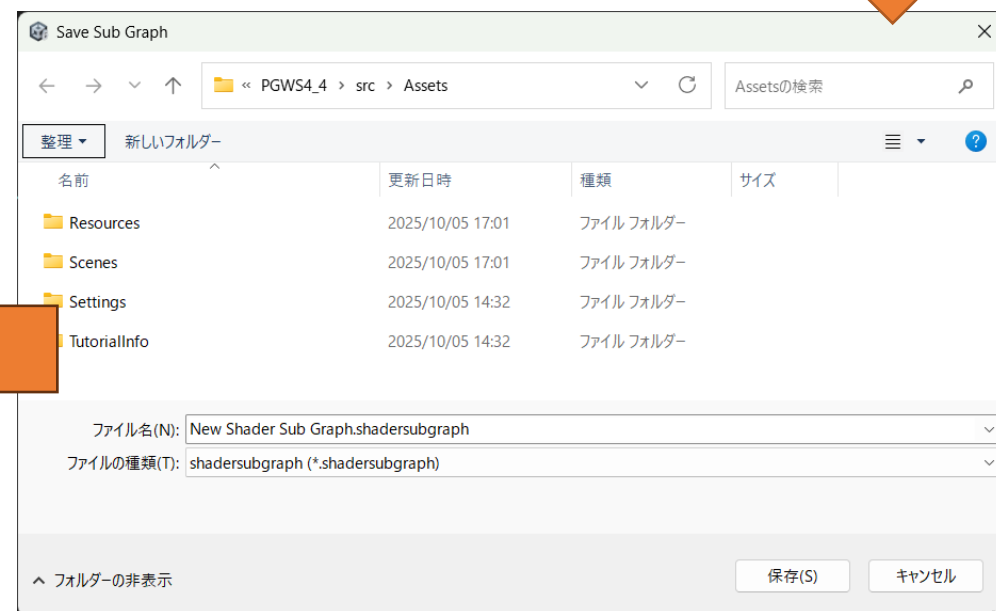 Save Sub Graph
« PGWS4_4 › src › Assets
Assetsの検索
整理
新しいフォルダー
名前 更新日時 種類 サイズ
Resources 2025/10/05 17:01 ファイル フォルダー
Scenes 2025/10/05 17:01 ファイル フォルダー
Settings 2025/10/05 14:32 ファイル フォルダー
TutorialInfo 2025/10/05 14:32 ファイル フォルダー
ファイル名(N): New Shader Sub Graph.shadersubgraph
ファイルの種類(T): shadersubgraph (*.shadersubgraph)
フォルダーの非表示
保存(S)
キャンセル